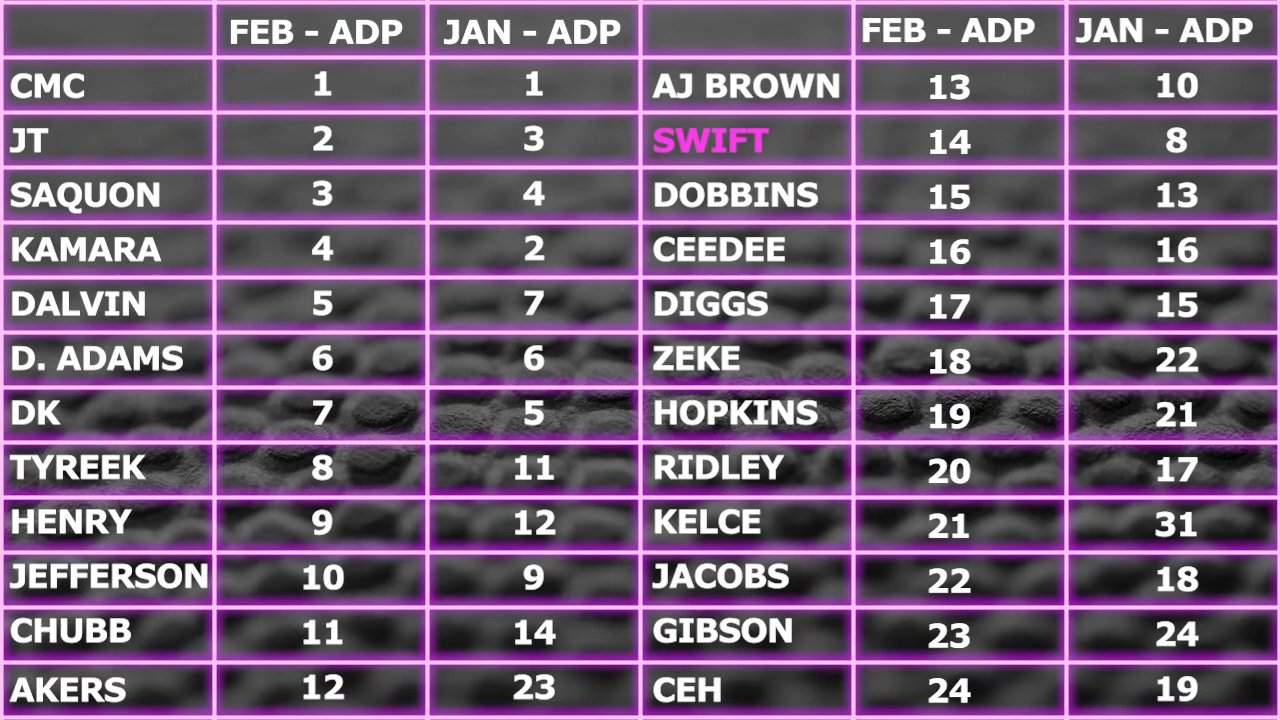 FEB - ADP JAN - ADP FEB - ADP JAN - ADP
CMC 1 1 AJ BROWN 13 10
JT 2 3 SWIFT 14 8
SAQUON 3 4 DOBBINS 15 13
KAMARA 4 2 CEEDEE 16 16
DALVIN 5 7 DIGGS 17 15
D. ADAMS 6 6 ZEKE 18 22
DK 7 5 HOPKINS 19 21
TYREEK 8 11 RIDLEY 20 17
HENRY 9 12 KELCE 21 31
JEFFERSON 10 9 JACOBS 22 18
CHUBB 11 14 GIBSON 23 24
AKERS 12 23 CEH 24 19